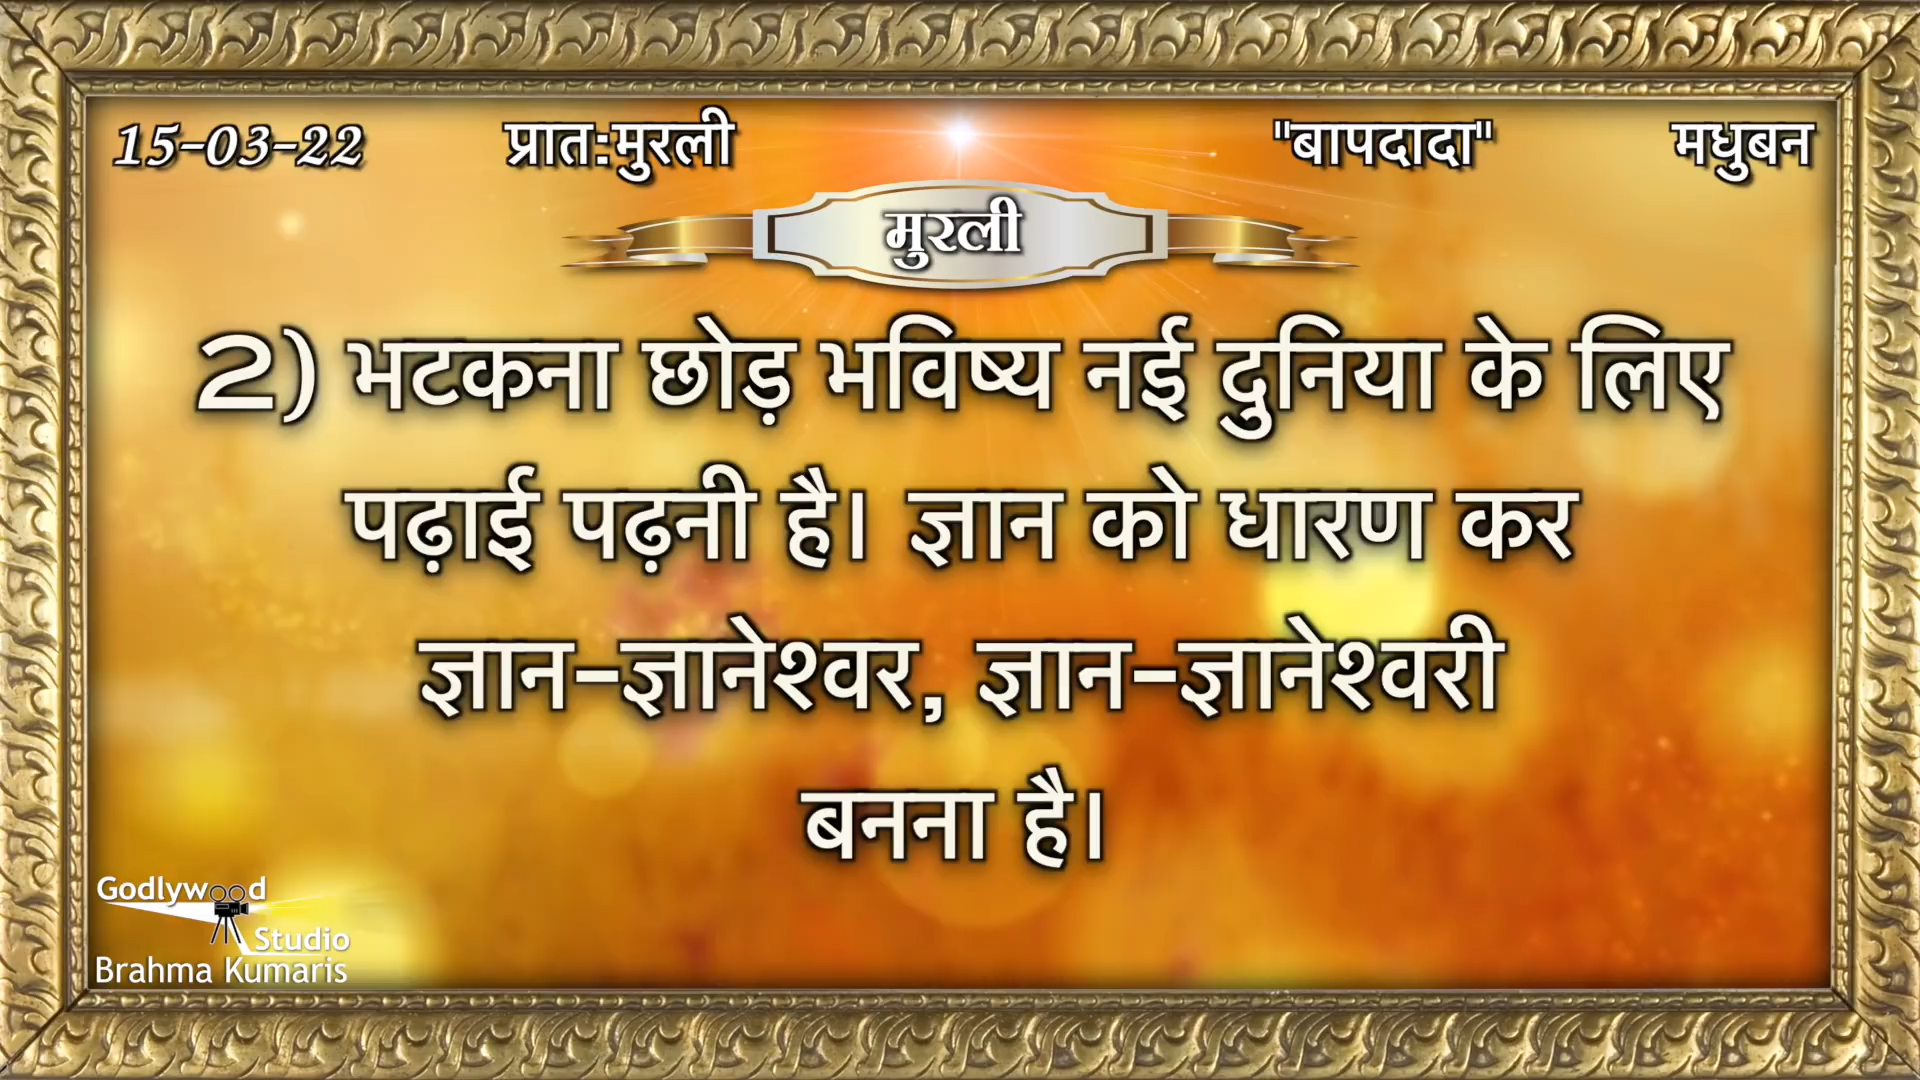 15-03-22 प्रात:मुरली "बापदादा" मधुबन
मुरली
2) भटकना छोड़ भविष्य नई दुनिया के लिए
पढ़ाई पढ़नी है। ज्ञान को धारण कर
ज्ञान-ज्ञानेश्वर, ज्ञान-ज्ञानेश्वरी
बनना है।
Godlywood
Studio
Brahma Kumaris